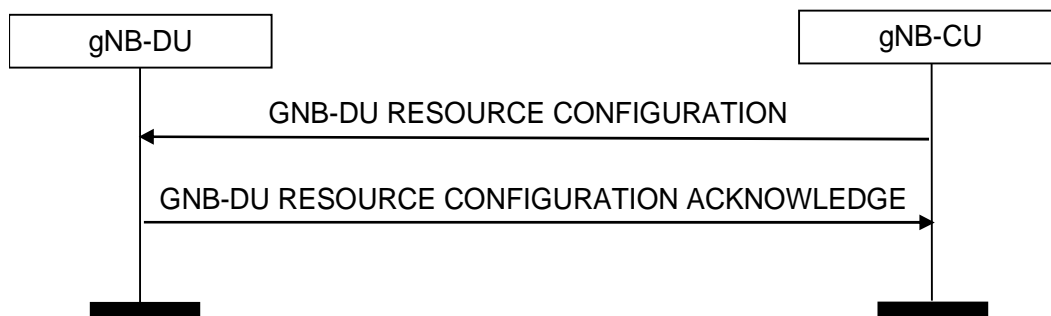 gNB-DU
gNB-CU
GNB-DU RESOURCE CONFIGURATION
GNB-DU RESOURCE CONFIGURATION ACKNOWLEDGE